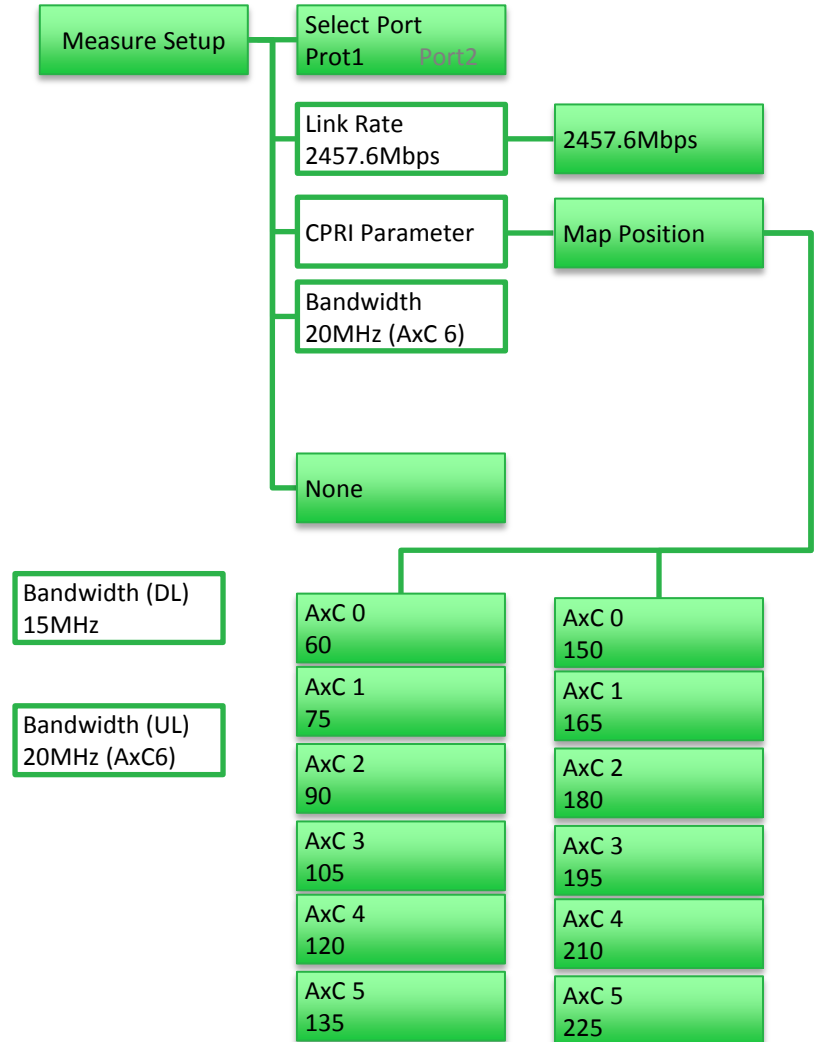 Measure Setup
Select Port
Prot1 Port2
Link Rate
2457.6Mbps
2457.6Mbps
CPRI Parameter
Map Position
Bandwidth
20MHz (AxC 6)
None
Bandwidth (DL)
15MHz
Bandwidth (UL)
20MHz (AxC6)
AxC 0
60
AxC 1
75
AxC 2
90
AxC 3
105
AxC 4
120
AxC 5
135
AxC 0
150
AxC 1
165
AxC 2
180
AxC 3
195
AxC 4
210
AxC 5
225